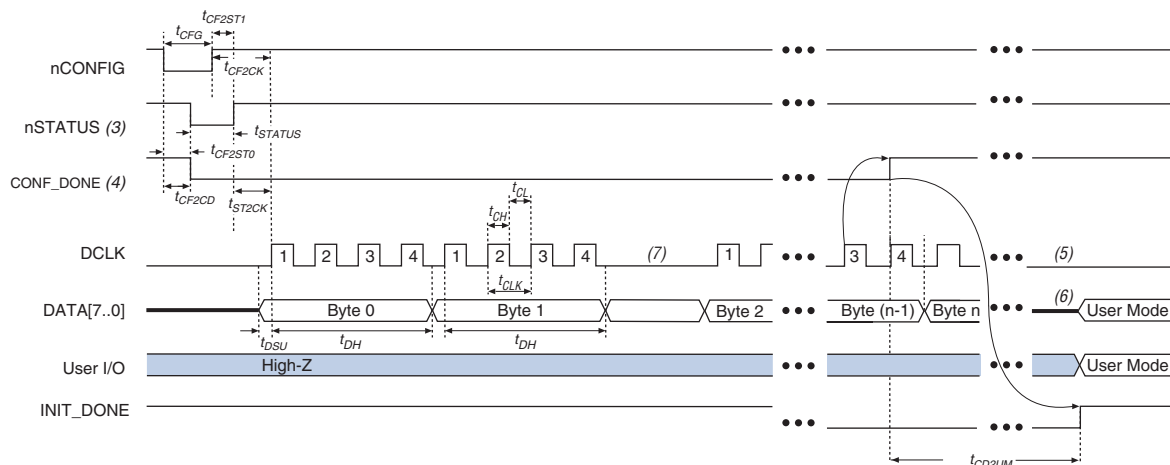 tCF2ST1
tCFG
nCONFIG
tCF2CK
nSTATUS (3)
tSTATUS
tCF2ST0
CONF_DONE (4)
tCF2CD
tST2CK
tCL
tCH
DCLK
1 2 3 4 1 2 3 4 (7) 1 3 4 (5)
tCLK
DATA[7..0] Byte 0 Byte 1 Byte 2 Byte (n-1) Byte n (6) User Mode
tDSU tDH tDH
User I/O High-Z User Mode
INIT_DONE
tCD2UM